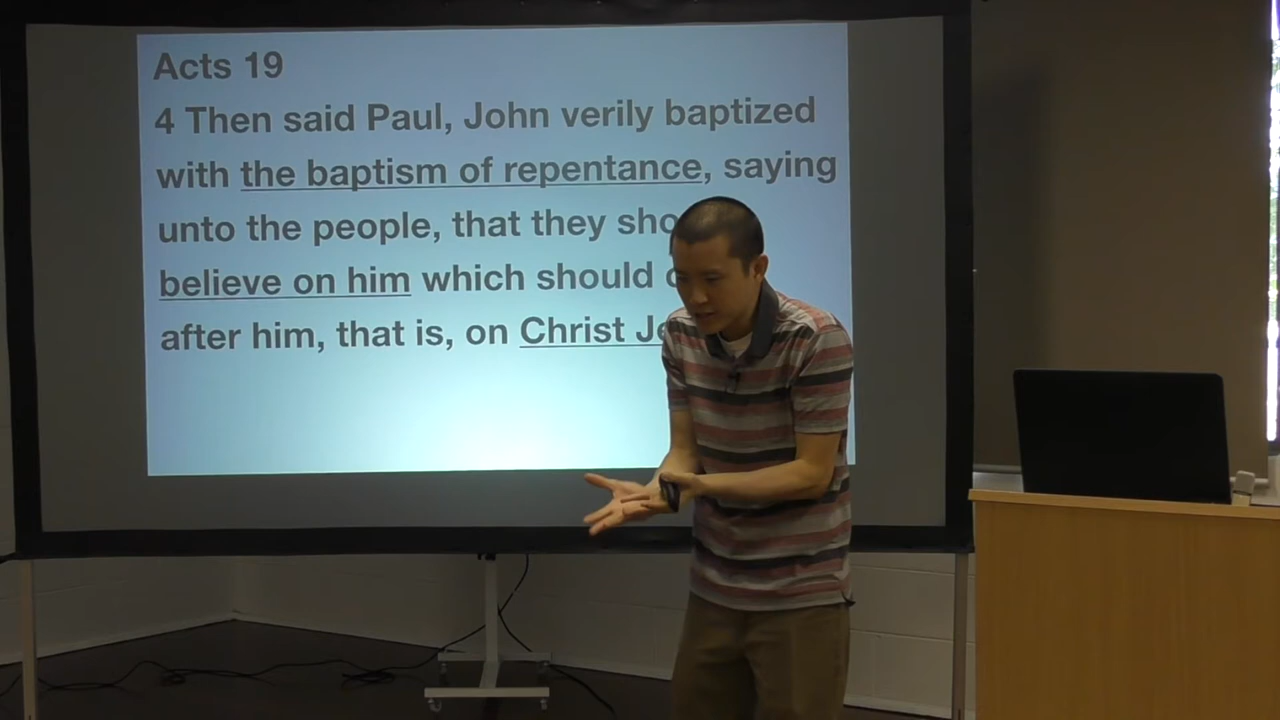 Acts 19
4 Then said Paul, John verily baptized
with the baptism of repentance, saying
unto the people, that they
believe on him which should
after him, that is, on Christ